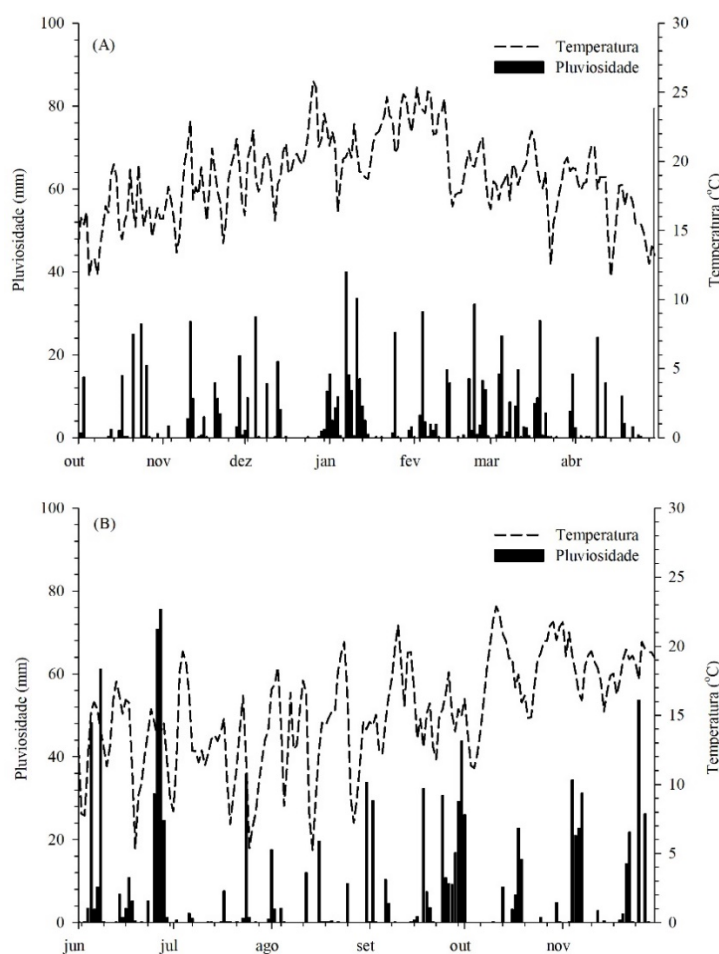 (A)
Temperatura
Pluviosidade
Pluviosidade (mm)
100
80
60
40
20
0
Temperatura (°C)
30
25
20
15
10
5
0
out nov dez jan fev mar abr
(B)
Temperatura
Pluviosidade
Pluviosidade (mm)
100
80
60
40
20
0
Temperatura (°C)
30
25
20
15
10
5
0
jun jul ago set out nov